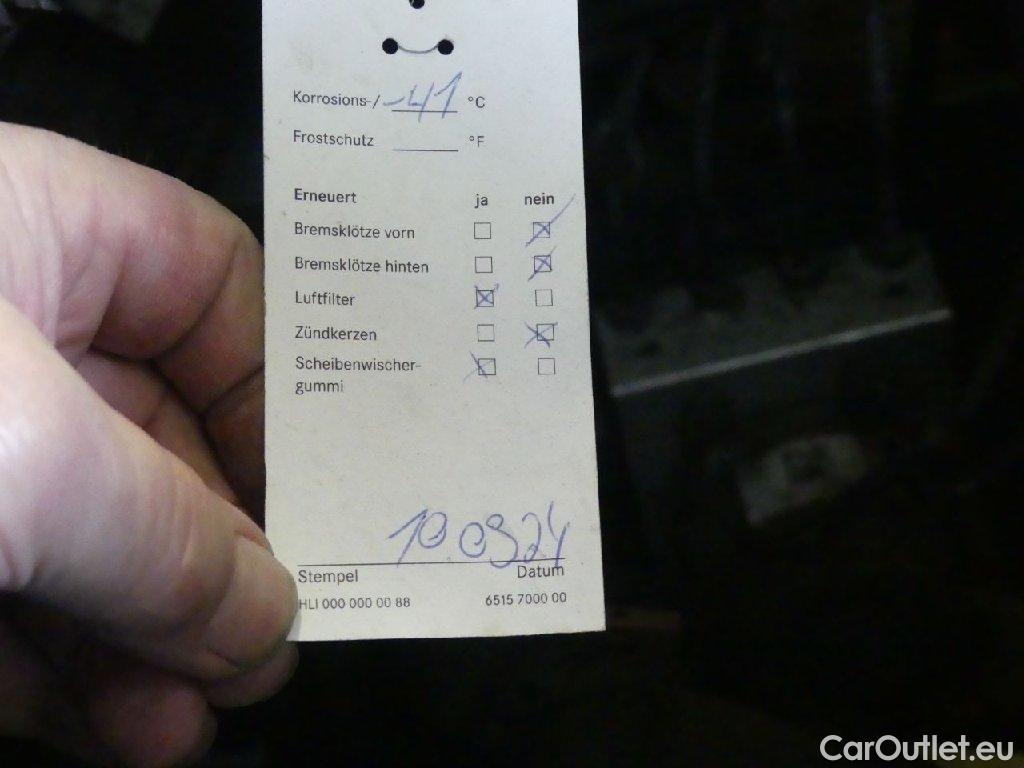 Korrosions-/ -41 °C
Frostschutz °F
Erneuert ja nein
Bremsklötze vorn
Bremsklötze hinten
Luftfilter
Zündkerzen
Scheibenwischer-
gummi
10.09.24
Stempel Datum
HLI 000 000 00 88 6515 7000 00
CarOutlet.eu